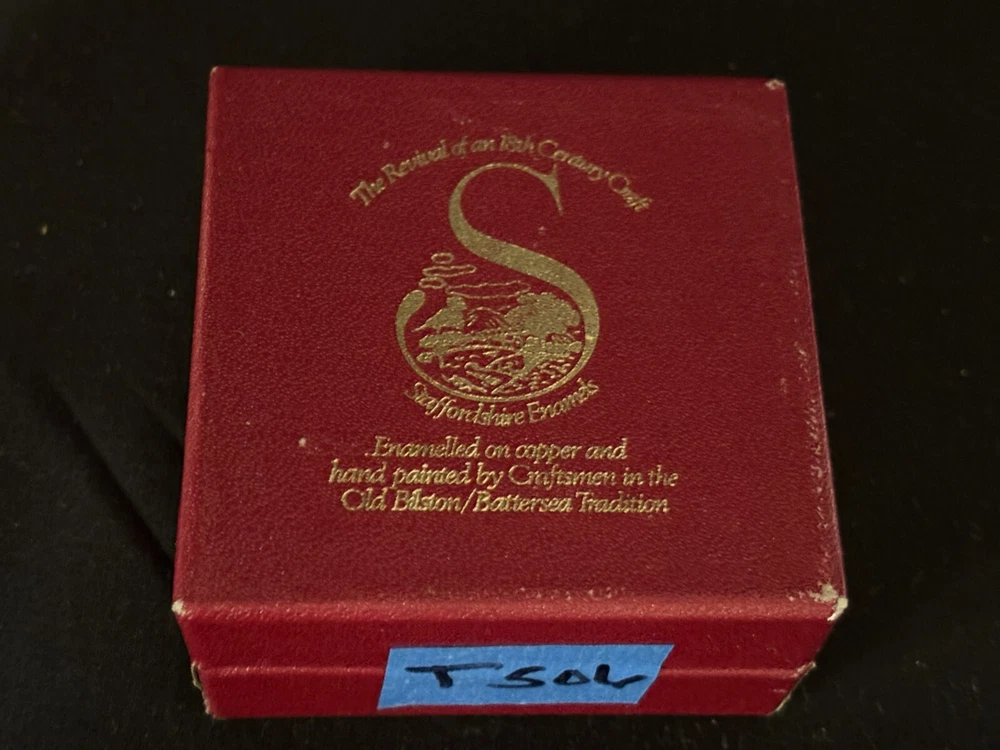 The Revival of an 18th Century Craft
S
Staffordshire Enamels
Enamelled on copper and
hand painted by Craftsmen in the
Old Bilston/Battersea Tradition